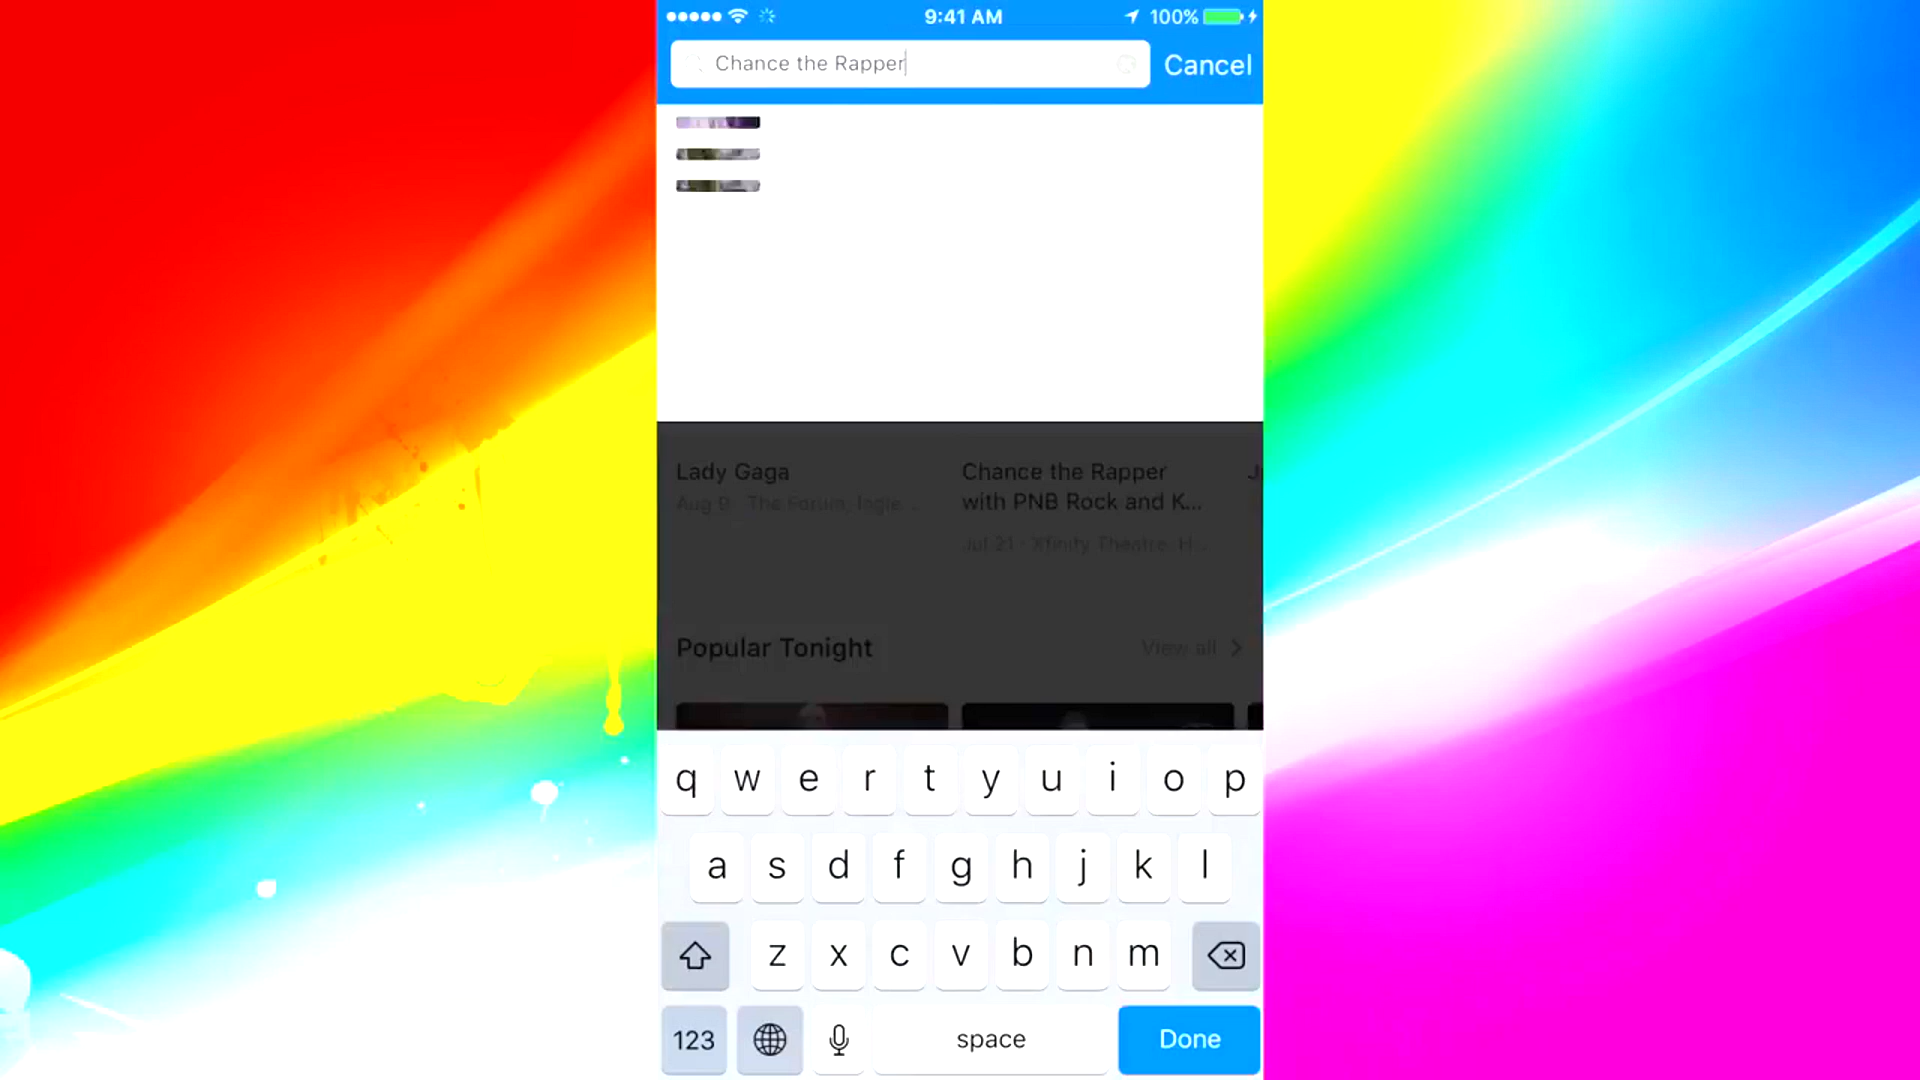 9:41 AM
100%
Chance the Rapper
Cancel
Lady Gaga
Chance the Rapper
with PNB Rock and K...
Aug 9 · The Forum, Ingle...
Jul 21 · Xfinity Theatre, H...
Popular Tonight
View all
q w e r t y u i o p
a s d f g h j k l
z x c v b n m
123
space
Done